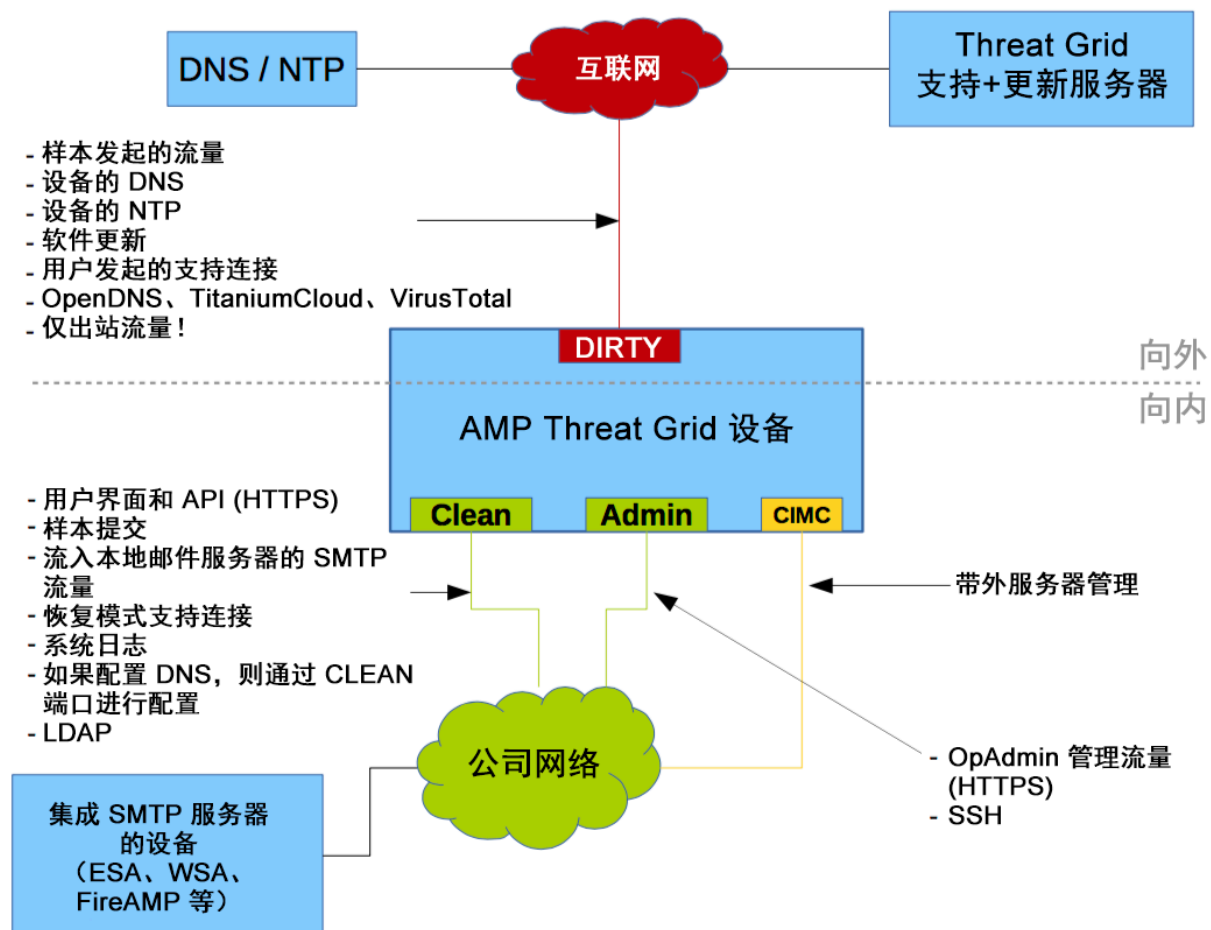 DNS / NTP
互联网
Threat Grid
支持+更新服务器
- 样本发起的流量
- 设备的 DNS
- 设备的 NTP
- 软件更新
- 用户发起的支持连接
- OpenDNS、TitaniumCloud、VirusTotal
- 仅出站流量！
DIRTY
向外
向内
AMP Threat Grid 设备
Clean
Admin
CIMC
- 用户界面和 API (HTTPS)
- 样本提交
- 流入本地邮件服务器的 SMTP
流量
- 恢复模式支持连接
- 系统日志
- 如果配置 DNS，则通过 CLEAN
端口进行配置
- LDAP
带外服务器管理
公司网络
- OpAdmin 管理流量
(HTTPS)
- SSH
集成 SMTP 服务器
的设备
（ESA、WSA、
FireAMP 等）